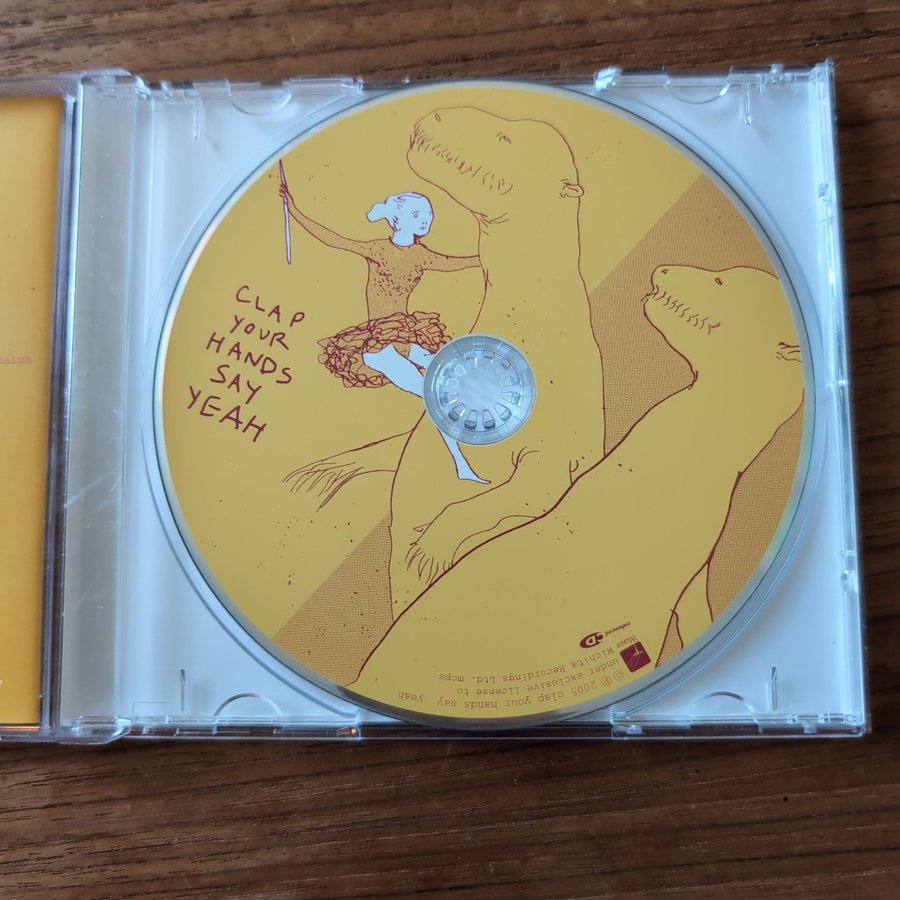 CLAP
YOUR
HANDS
SAY
YEAH
© ℗ 2005 clap your hands say yeah
under exclusive license to
Wichita Recordings Ltd. mcps
enhanced
CD